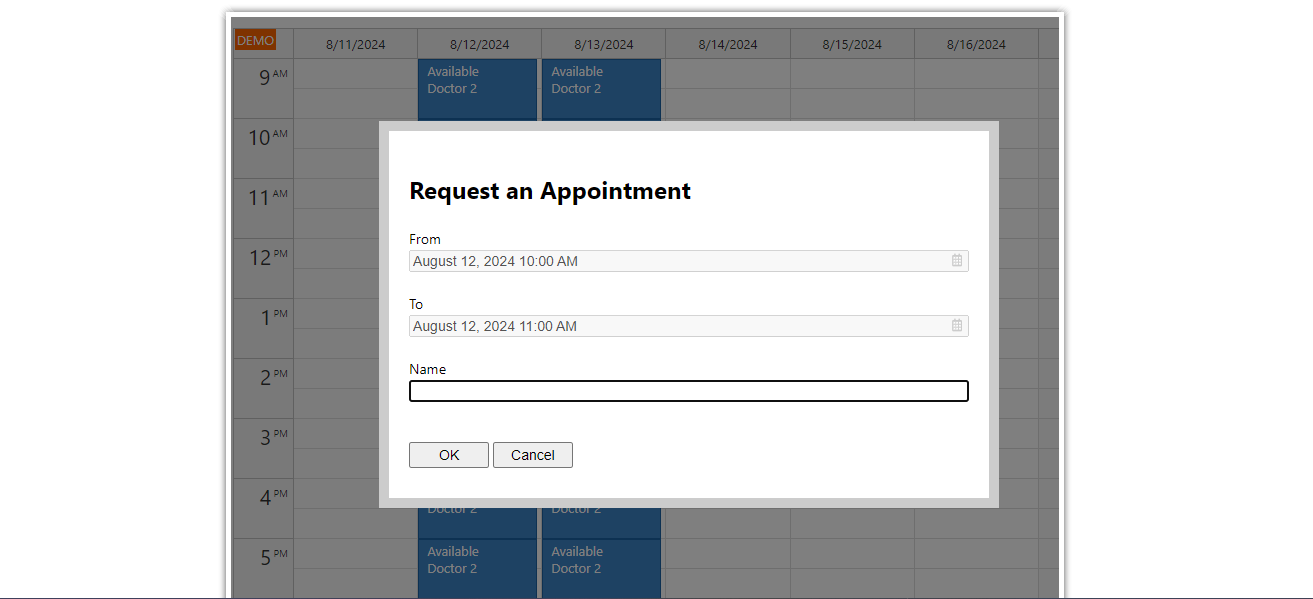 DEMO 8/11/2024 8/12/2024 8/13/2024 8/14/2024 8/15/2024 8/16/2024
9 AM
Available Available
Doctor 2 Doctor 2
10 AM
11 AM
12 PM
1 PM
2 PM
3 PM
4 PM
Request an Appointment
From
August 12, 2024 10:00 AM
To
August 12, 2024 11:00 AM
Name
OK Cancel
Doctor 2 Doctor 2
5 PM
Available Available
Doctor 2 Doctor 2